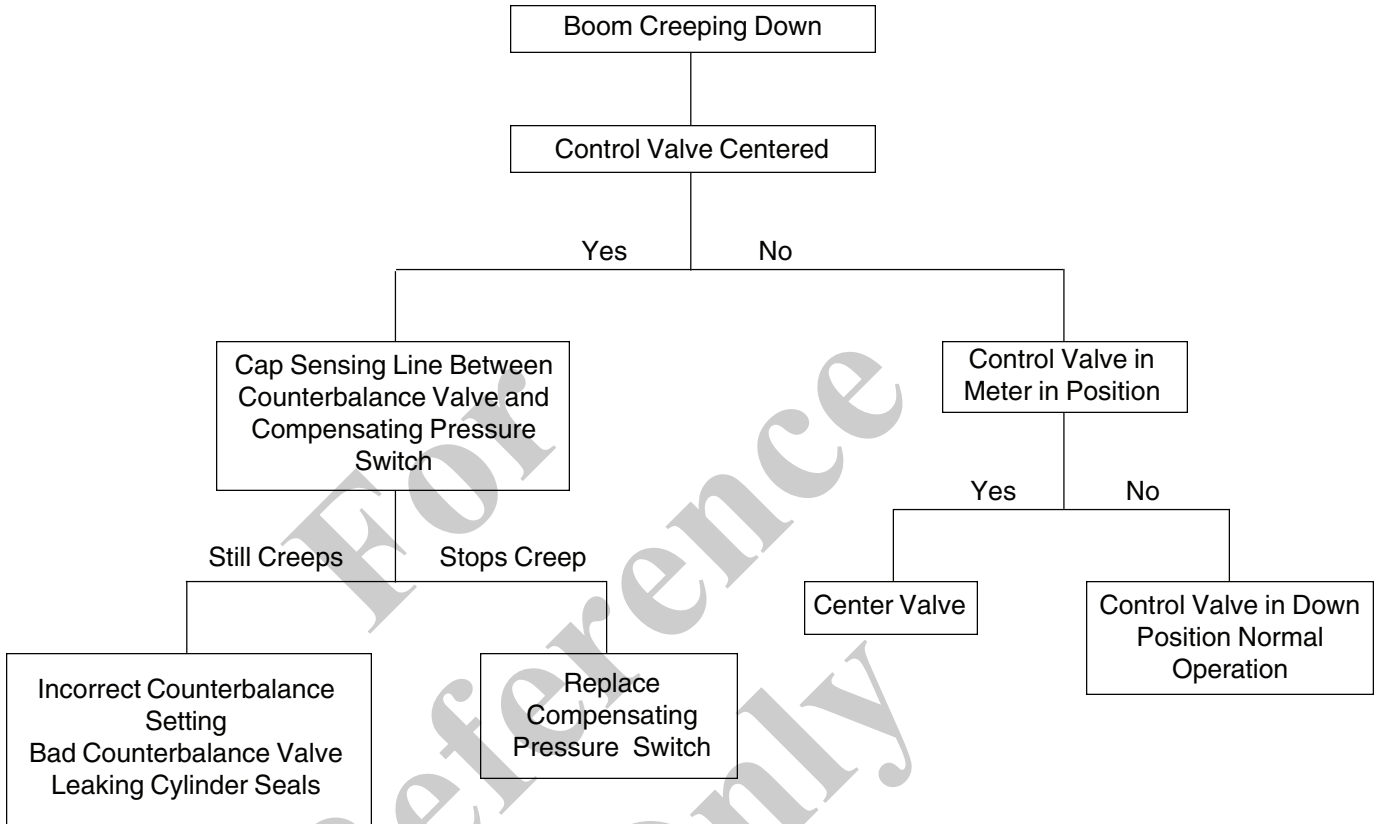 Boom Creeping Down
Control Valve Centered
Yes
No
Cap Sensing Line Between
Counterbalance Valve and
Compensating Pressure
Switch
Control Valve in
Meter in Position
Still Creeps
Stops Creep
Yes
No
Incorrect Counterbalance
Setting
Bad Counterbalance Valve
Leaking Cylinder Seals
Replace
Compensating
Pressure Switch
Center Valve
Control Valve in Down
Position Normal
Operation
For
Reference
Only